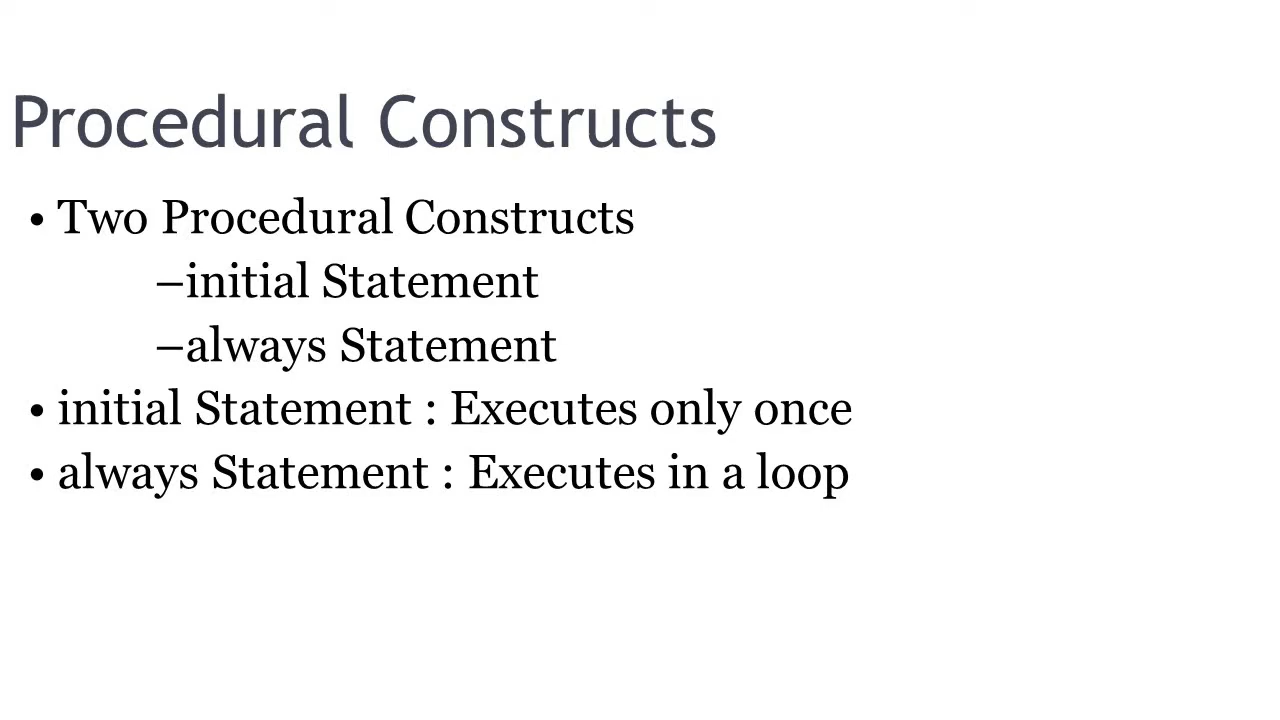 Procedural Constructs
• Two Procedural Constructs
–initial Statement
–always Statement
• initial Statement : Executes only once
• always Statement : Executes in a loop